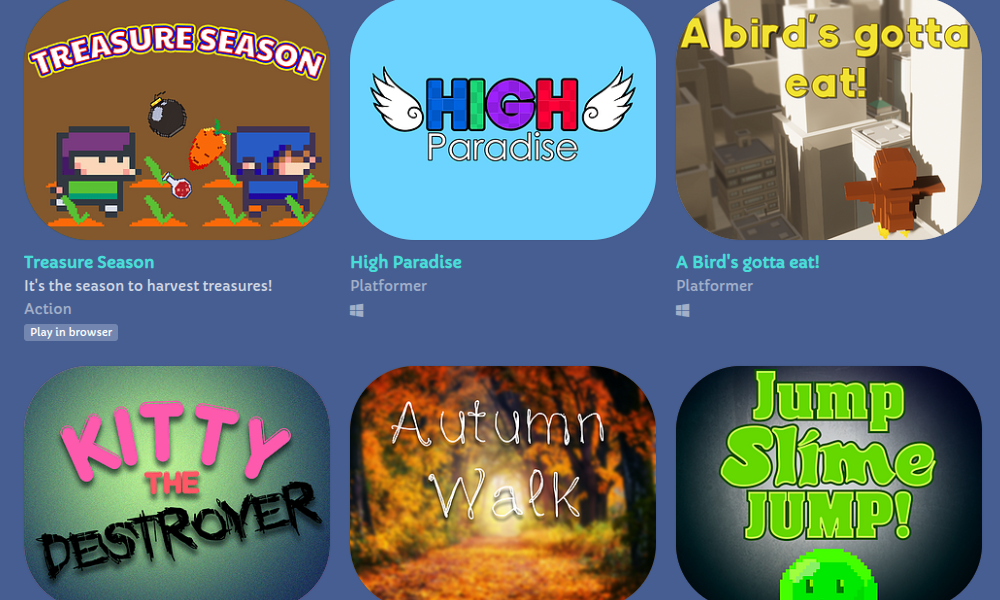 TREASURE SEASON
HIGH
Paradise
A bird's gotta
eat!
Treasure Season
It's the season to harvest treasures!
Action
Play in browser
High Paradise
Platformer
A Bird's gotta eat!
Platformer
KITTY
THE
DESTROYER
Autumn
Walk
Jump
Slime
JUMP!